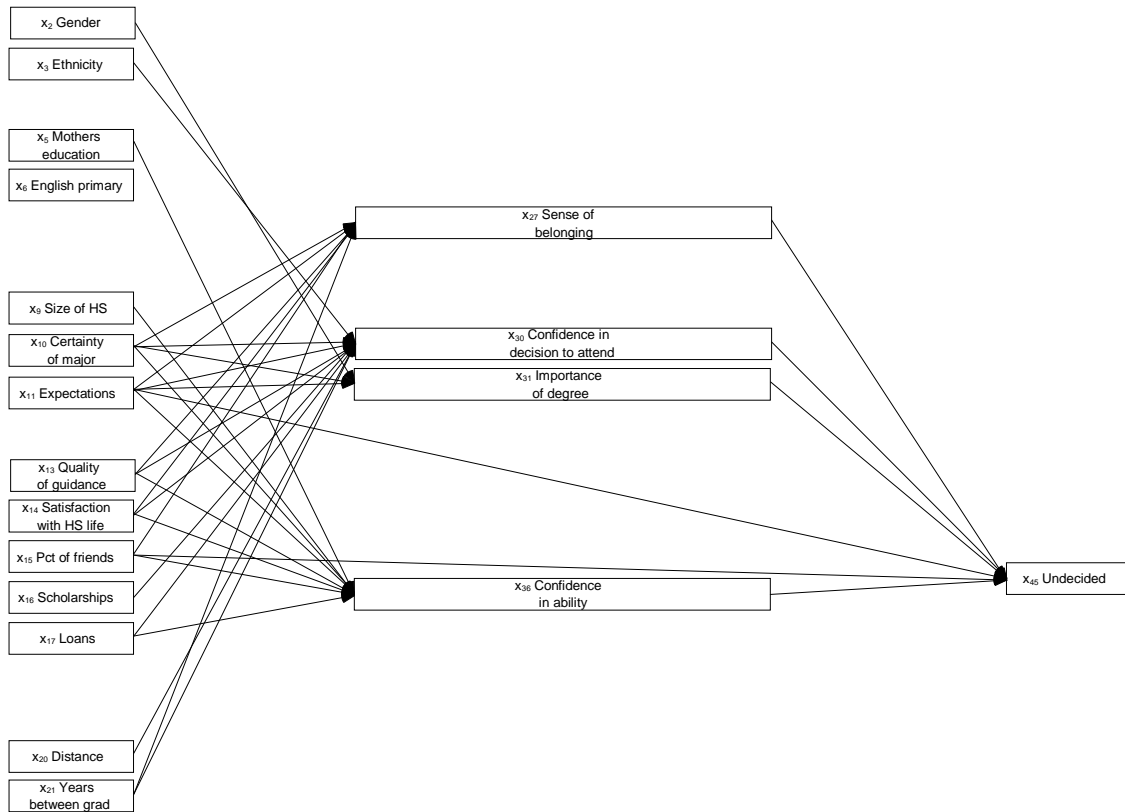 x₂ Gender
x₃ Ethnicity
x₅ Mothers
education
x₆ English primary
x₉ Size of HS
x₁₀ Certainty
of major
x₁₁ Expectations
x₁₃ Quality
of guidance
x₁₄ Satisfaction
with HS life
x₁₅ Pct of friends
x₁₆ Scholarships
x₁₇ Loans
x₂₀ Distance
x₂₁ Years
between grad
x₂₇ Sense of
belonging
x₃₀ Confidence in
decision to attend
x₃₁ Importance
of degree
x₃₆ Confidence
in ability
x₄₅ Undecided